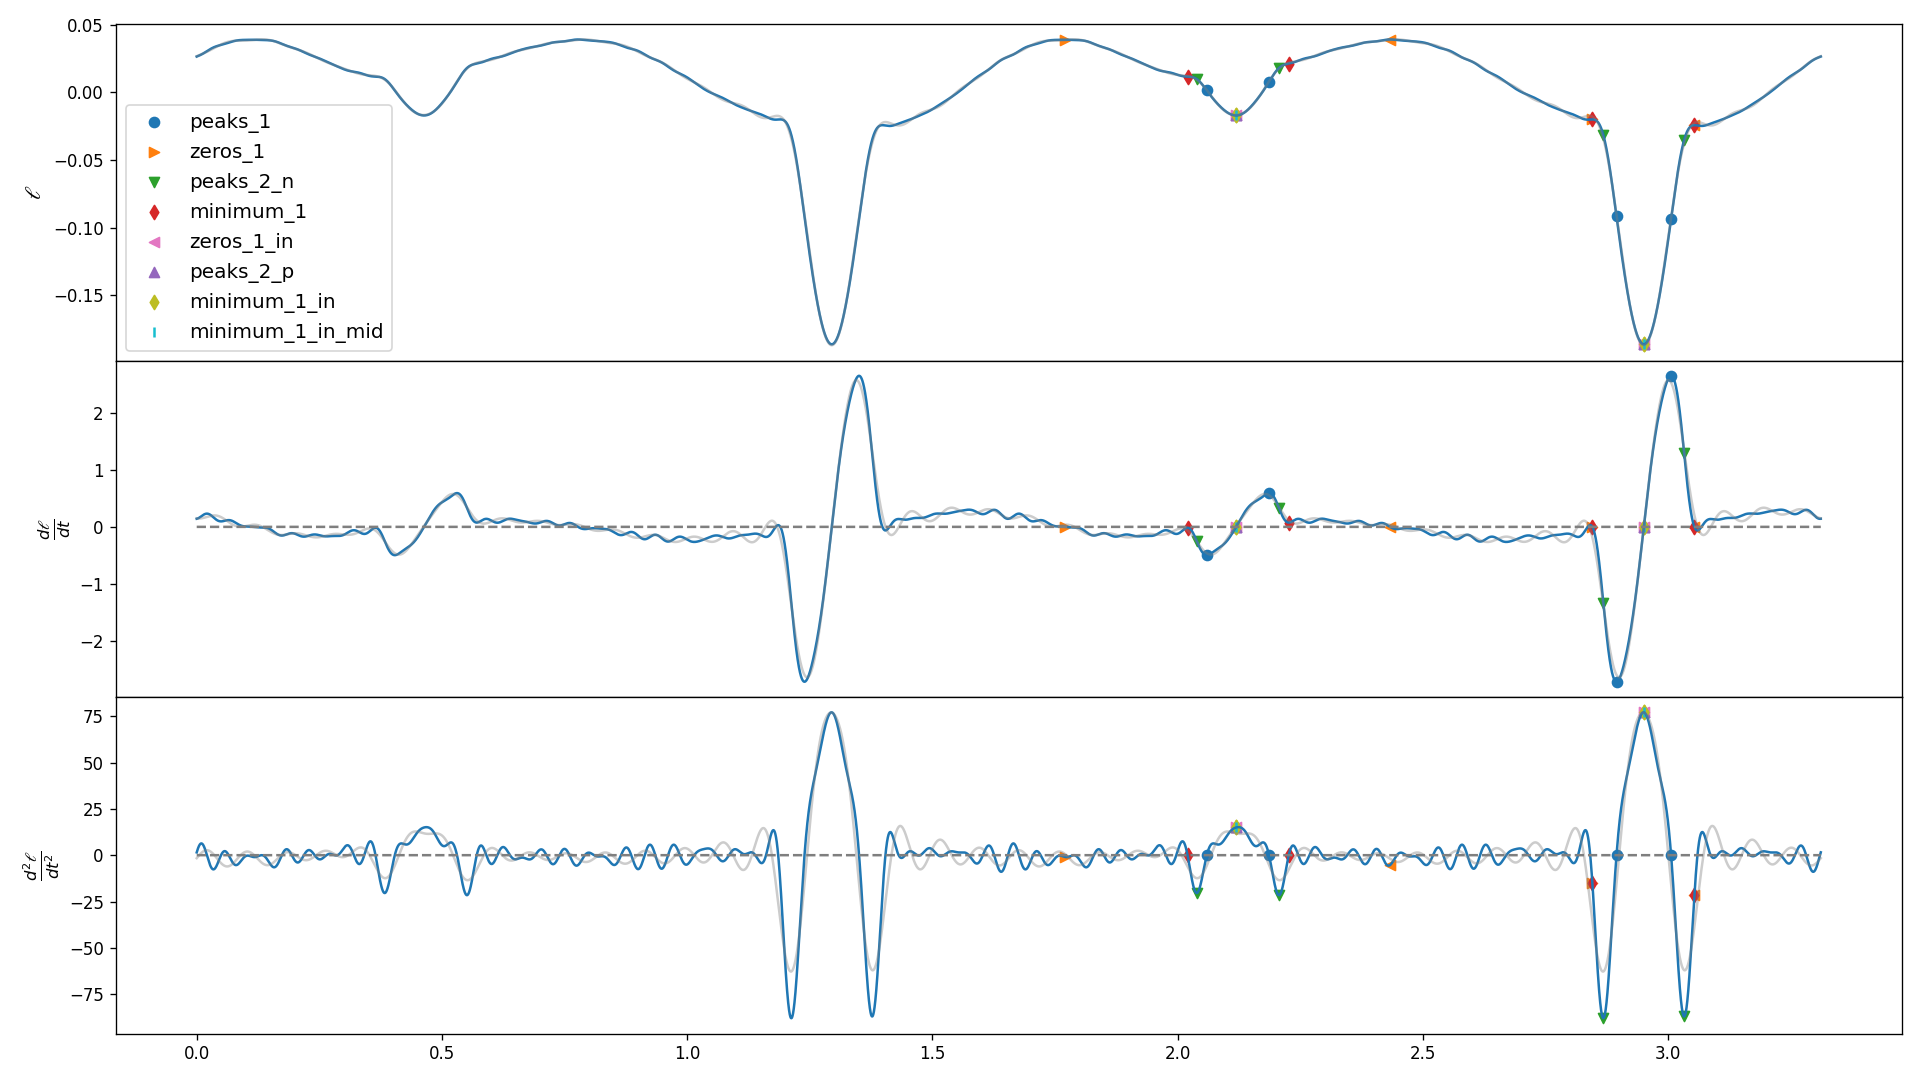 0.05
0.00
−0.05
−0.10
−0.15
ℓ
peaks_1
zeros_1
peaks_2_n
minimum_1
zeros_1_in
peaks_2_p
minimum_1_in
minimum_1_in_mid
2
1
0
−1
−2
dℓ
dt
75
50
25
0
−25
−50
−75
d²ℓ
dt²
0.0 0.5 1.0 1.5 2.0 2.5 3.0